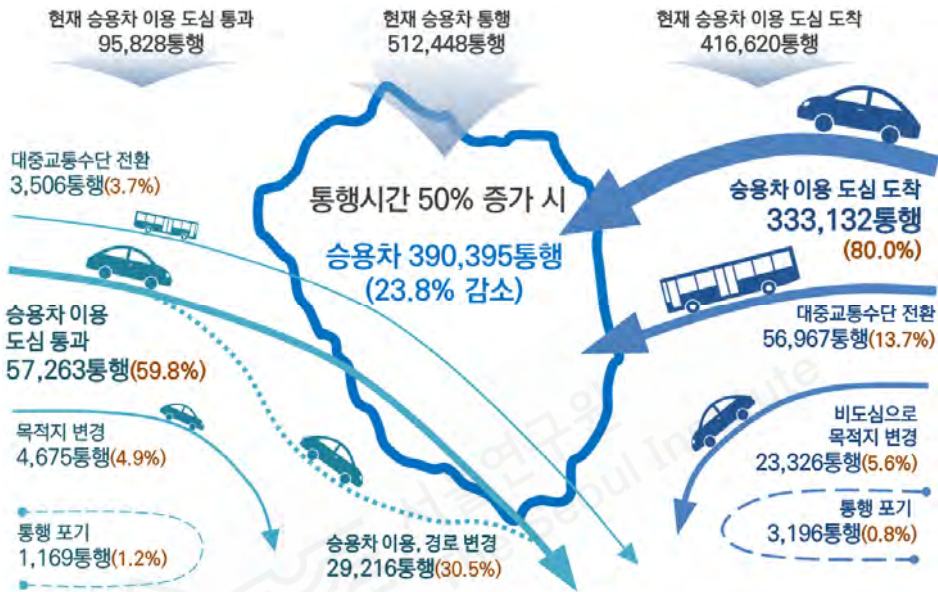 현재 승용차 이용 도심 통과
95,828통행
현재 승용차 통행
512,448통행
현재 승용차 이용 도심 도착
416,620통행
대중교통수단 전환
3,506통행(3.7%)
승용차 이용
도심 통과
57,263통행(59.8%)
목적지 변경
4,675통행(4.9%)
통행 포기
1,169통행(1.2%)
통행시간 50% 증가 시
승용차 390,395통행
(23.8% 감소)
승용차 이용, 경로 변경
29,216통행(30.5%)
승용차 이용 도심 도착
333,132통행
(80.0%)
대중교통수단 전환
56,967통행(13.7%)
비도심으로
목적지 변경
23,326통행(5.6%)
통행 포기
3,196통행(0.8%)
서울연구원
The Seoul Institute